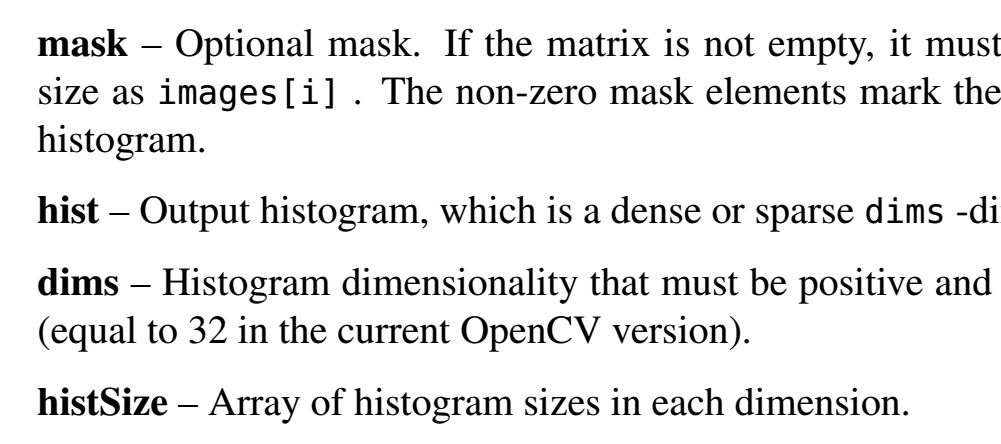 mask – Optional mask. If the matrix is not empty, it must
size as images[i] . The non-zero mask elements mark the
histogram.
hist – Output histogram, which is a dense or sparse dims -di
dims – Histogram dimensionality that must be positive and
(equal to 32 in the current OpenCV version).
histSize – Array of histogram sizes in each dimension.